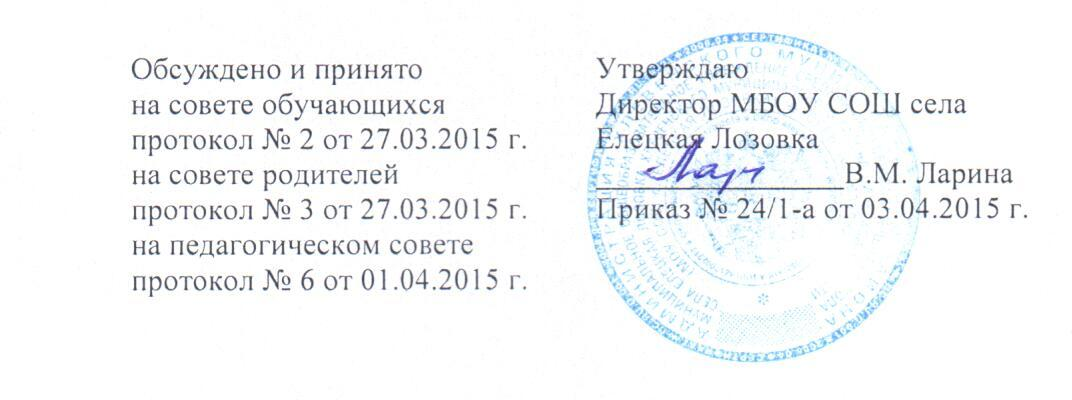 Обсуждено и принято
на совете обучающихся
протокол № 2 от 27.03.2015 г.
на совете родителей
протокол № 3 от 27.03.2015 г.
на педагогическом совете
протокол № 6 от 01.04.2015 г.
Утверждаю
Директор МБОУ СОШ села
Елецкая Лозовка
_________________В.М. Ларина
Приказ № 24/1-а от 03.04.2015 г.